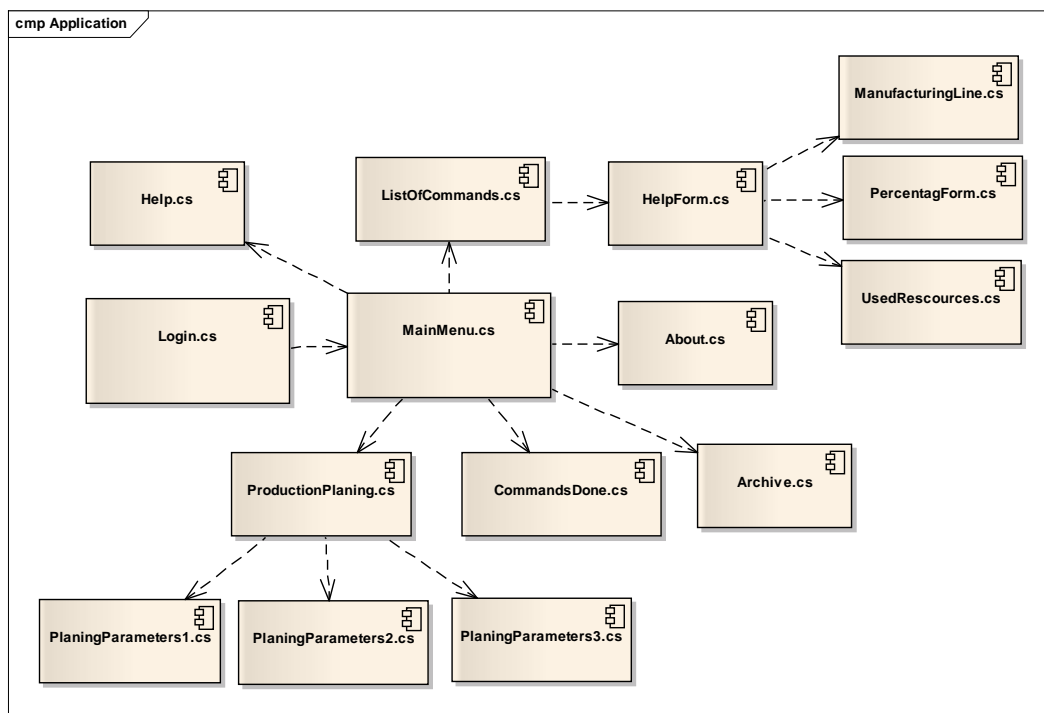 cmp Application
ManufacturingLine.cs
Help.cs
ListOfCommands.cs
HelpForm.cs
PercentagForm.cs
UsedRescources.cs
Login.cs
MainMenu.cs
About.cs
ProductionPlaning.cs
CommandsDone.cs
Archive.cs
PlaningParameters1.cs
PlaningParameters2.cs
PlaningParameters3.cs